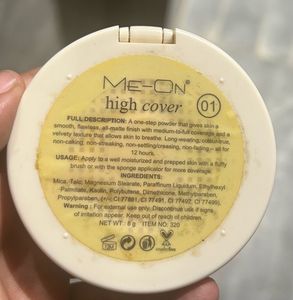 ME-ON®
high cover 01
FULL DESCRIPTION: A one-step powder that gives skin a
smooth, flawless, all-matte finish with medium-to-full coverage and a
velvety texture that allows skin to breathe. Long wearing, colour-true,
non-caking, non-streaking, non-settling/creasing, non-fading - all for
12 hours.
USAGE: Apply to a well moisturized and prepped skin with a fluffy
brush or with the sponge applicator for more coverage.
INGREDIENTS:
Mica, Talc, Magnesium Stearate, Paraffinum Liquidum, Ethylhexyl
Palmitate, Kaolin, Polybutene, Dimethicone, Methylparaben,
Propylparaben, (+/-) CI 77891, CI 77491, CI 77492, CI 77499).
Warning : For external use only. Discontinue use if signs
of irritation appear. Keep out of reach of children.
NET WT.: 8 g ITEM NO: 320